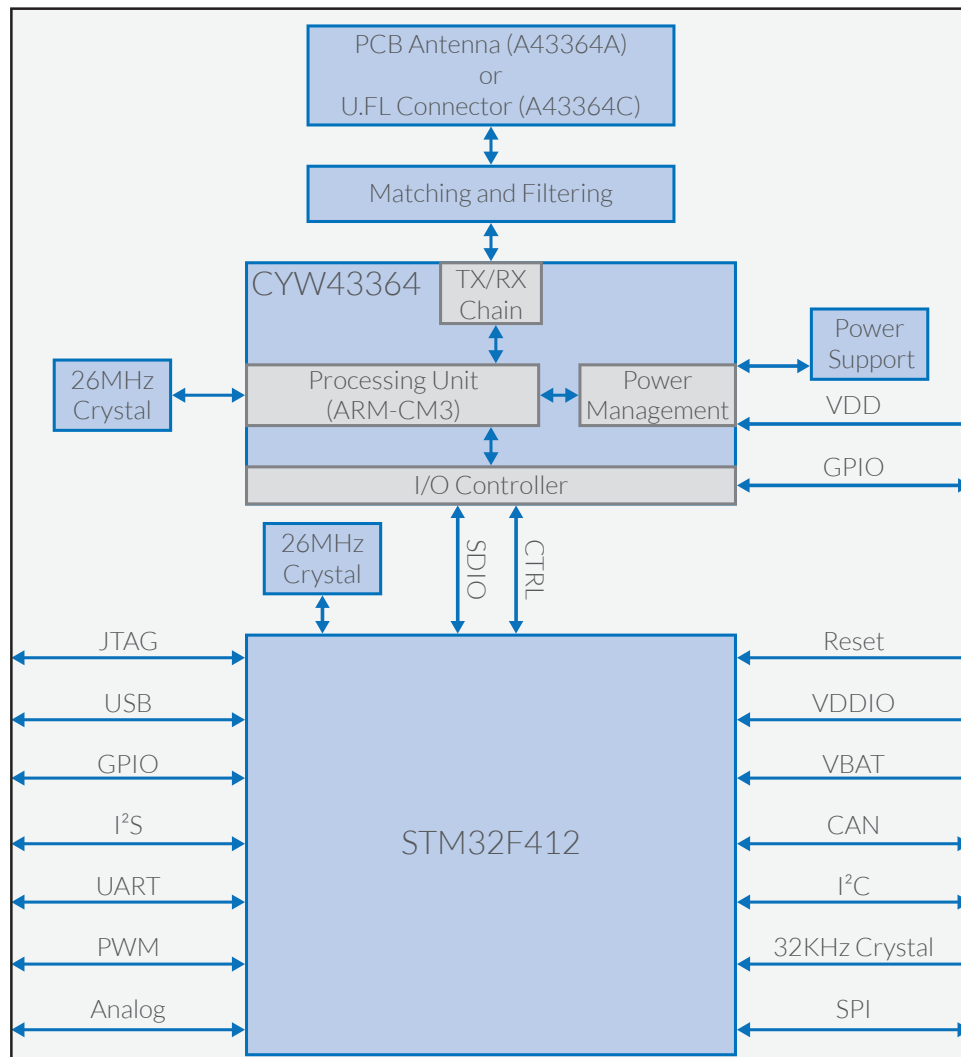 PCB Antenna (A43364A)
or
U.FL Connector (A43364C)
Matching and Filtering
CYW43364
TX/RX
Chain
Power
Support
26MHz
Crystal
Processing Unit
(ARM-CM3)
Power
Management
VDD
I/O Controller
GPIO
26MHz
Crystal
SDIO
CTRL
JTAG
Reset
USB
VDDIO
GPIO
VBAT
I²S
CAN
STM32F412
UART
I²C
PWM
32KHz Crystal
Analog
SPI